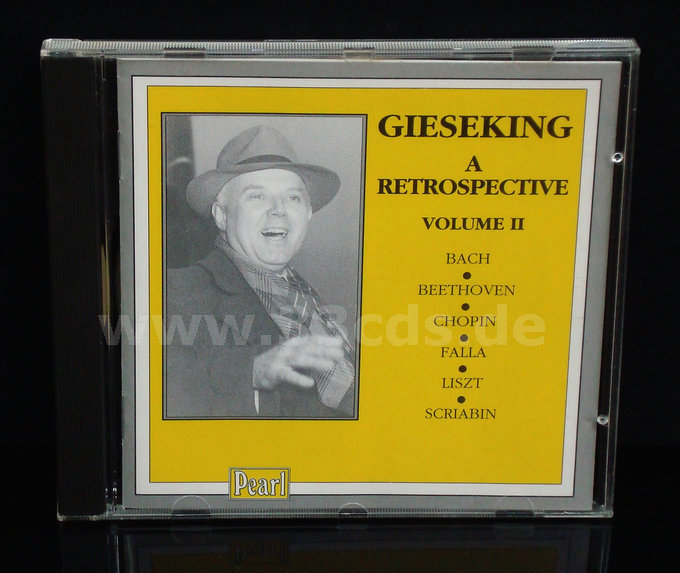 GIESEKING
A
RETROSPECTIVE
VOLUME II
BACH
BEETHOVEN
CHOPIN
FALLA
LISZT
SCRIABIN
Pearl